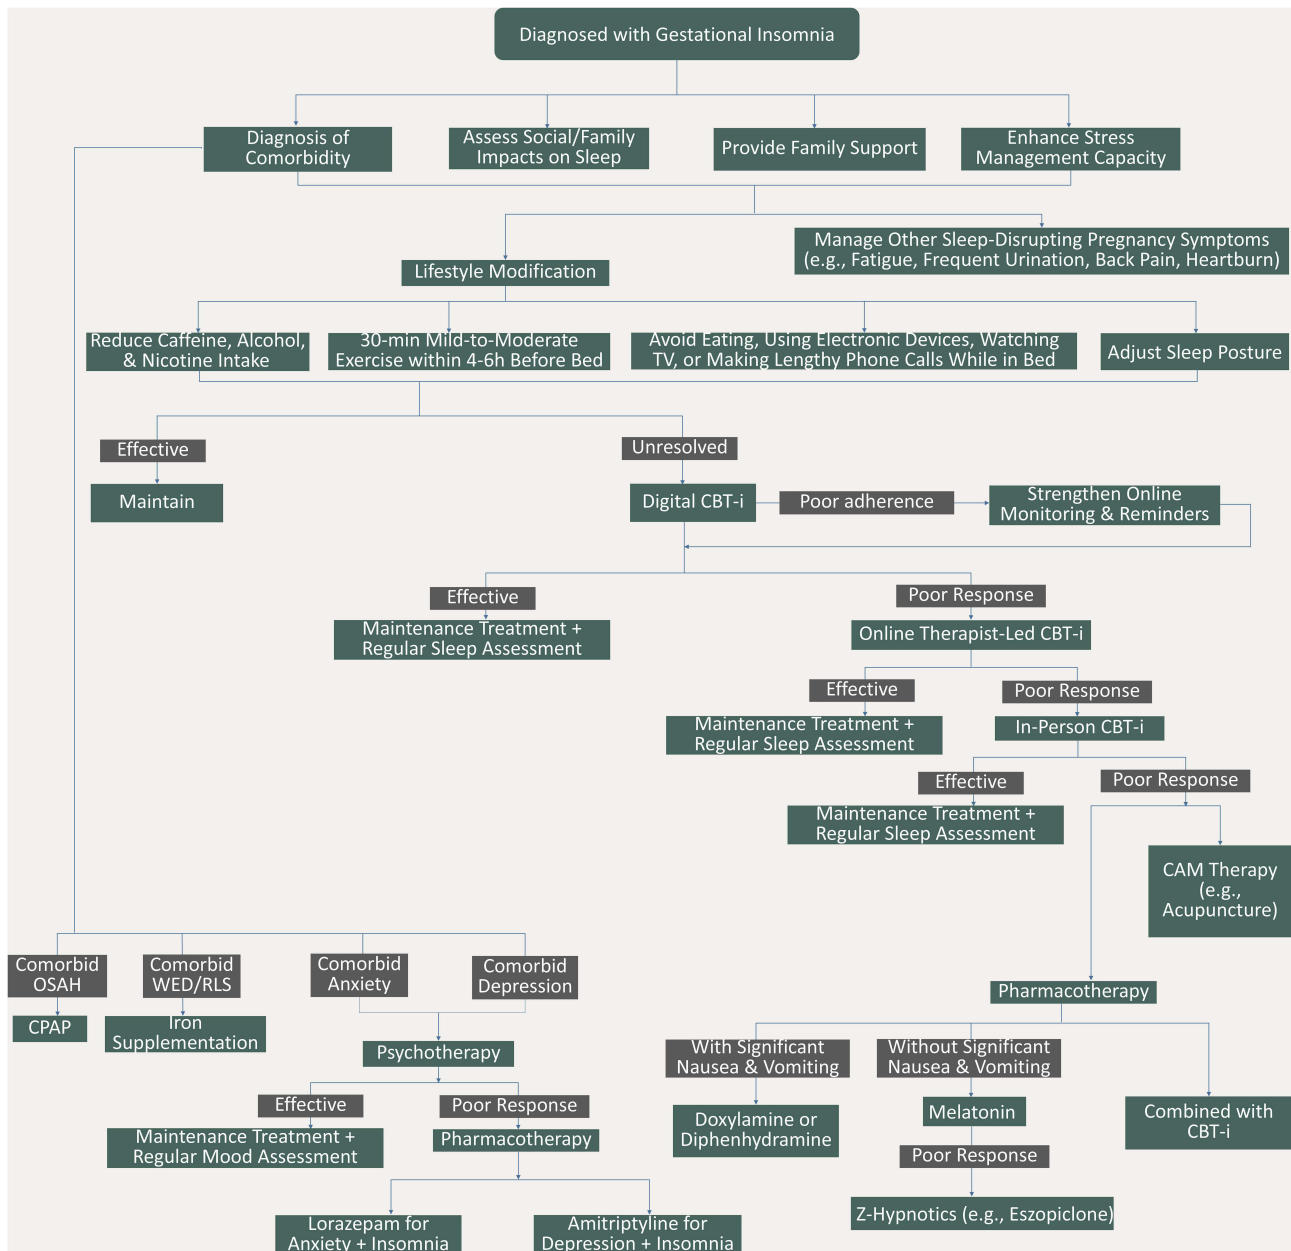 Diagnosed with Gestational Insomnia
Diagnosis of
Comorbidity
Assess Social/Family
Impacts on Sleep
Provide Family Support
Enhance Stress
Management Capacity
Manage Other Sleep-Disrupting Pregnancy Symptoms
(e.g., Fatigue, Frequent Urination, Back Pain, Heartburn)
Lifestyle Modification
Reduce Caffeine, Alcohol,
& Nicotine Intake
30-min Mild-to-Moderate
Exercise within 4-6h Before Bed
Avoid Eating, Using Electronic Devices, Watching
TV, or Making Lengthy Phone Calls While in Bed
Adjust Sleep Posture
Effective
Unresolved
Maintain
Digital CBT-i
Poor adherence
Strengthen Online
Monitoring & Reminders
Effective
Poor Response
Maintenance Treatment +
Regular Sleep Assessment
Online Therapist-Led CBT-i
Effective
Poor Response
Maintenance Treatment +
Regular Sleep Assessment
In-Person CBT-i
Effective
Poor Response
Maintenance Treatment +
Regular Sleep Assessment
CAM Therapy
(e.g.,
Acupuncture)
Comorbid
OSAH
Comorbid
WED/RLS
Comorbid
Anxiety
Comorbid
Depression
Pharmacotherapy
CPAP
Iron
Supplementation
Psychotherapy
With Significant
Nausea & Vomiting
Without Significant
Nausea & Vomiting
Effective
Poor Response
Doxylamine or
Diphenhydramine
Melatonin
Combined with
CBT-i
Maintenance Treatment +
Regular Mood Assessment
Pharmacotherapy
Poor Response
Lorazepam for
Anxiety + Insomnia
Amitriptyline for
Depression + Insomnia
Z-Hypnotics (e.g., Eszopiclone)